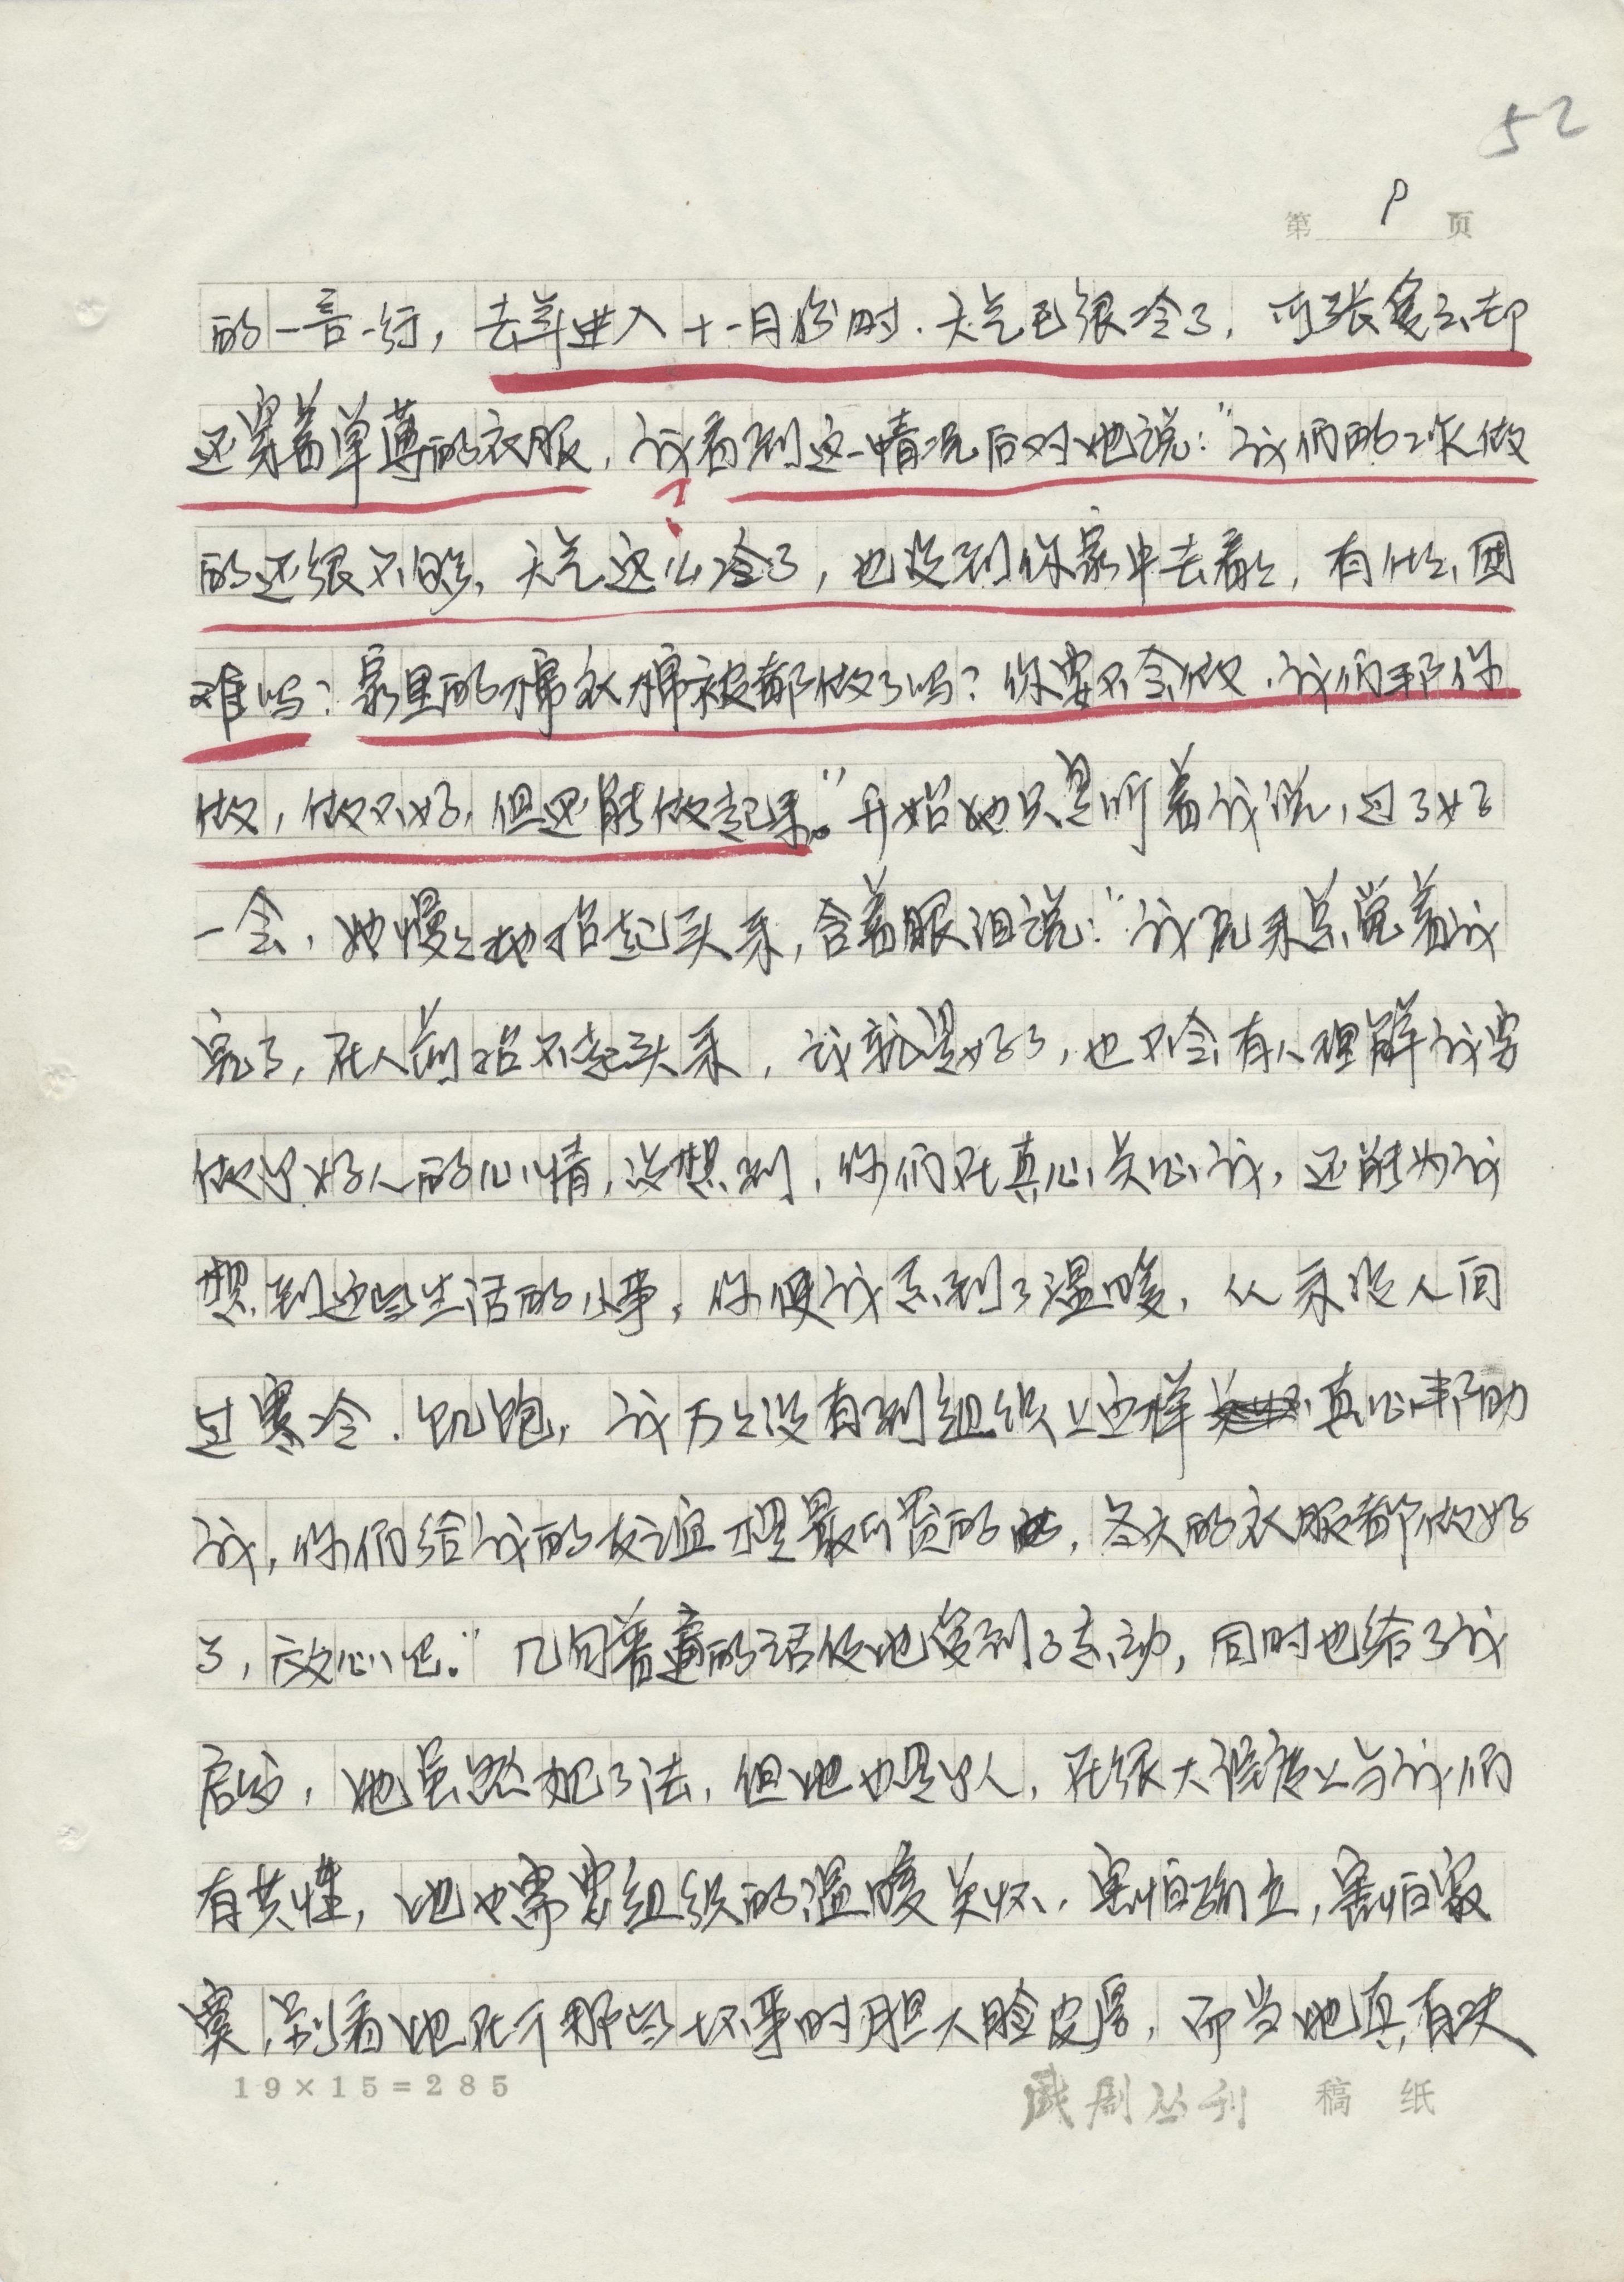 52
第 9 页
的一言一行，去年进入十一月份时，天气已很冷了，而张多云却
还穿着单薄的衣服，我看到这一情况后对她说：“我们的工作做
的还很不够，天气这么冷了，也没到你家中去看看，有什么困
难吗？家里的棉衣棉被都做了吗？你要不会做，我们帮你
做，做不好，但还能做起来。”开始她只是听着我说，过了好
一会，她慢慢地抬起头来，含着眼泪说：“我原来总觉着我
完了，在人前抬不起头来，我就是好了，也不会有人理解我要
做个好人的心情，没想到，你们在真心关心我，还能为我
想到这些生活的小事，你使我感到了温暖，从来没人问
过寒冷、饥饱，我万万没有到组织上这样真心帮助
我，你们给我的友谊才是最可贵的，冬天的衣服都做好
了，放心吧。”几句普通的话使她受到了感动，同时也给了我
启发，她虽然犯了法，但她也是个人，在很大程度上与我们
有共性，她也需要组织的温暖关怀，害怕孤立，害怕寂
寞，别看她在干那些坏事时胆大脸皮厚，而当她真有决
19×15=285
戏剧丛刊 稿纸